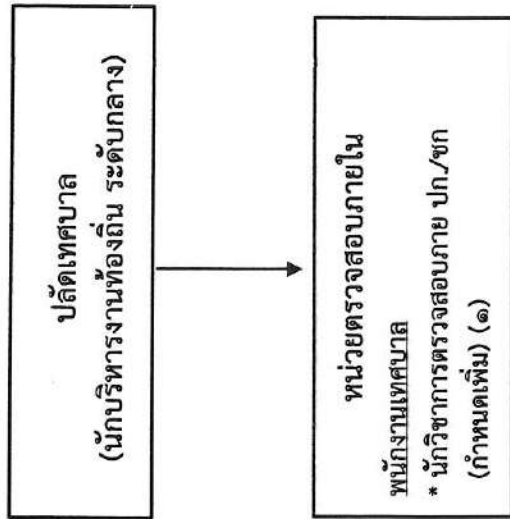 ปลัดเทศบาล
(นักบริหารงานท้องถิ่น ระดับกลาง)
หน่วยตรวจสอบภายใน
พนักงานเทศบาล
* นักวิชาการตรวจสอบภาย ปก./ชก
(กำหนดเพิ่ม) (๑)